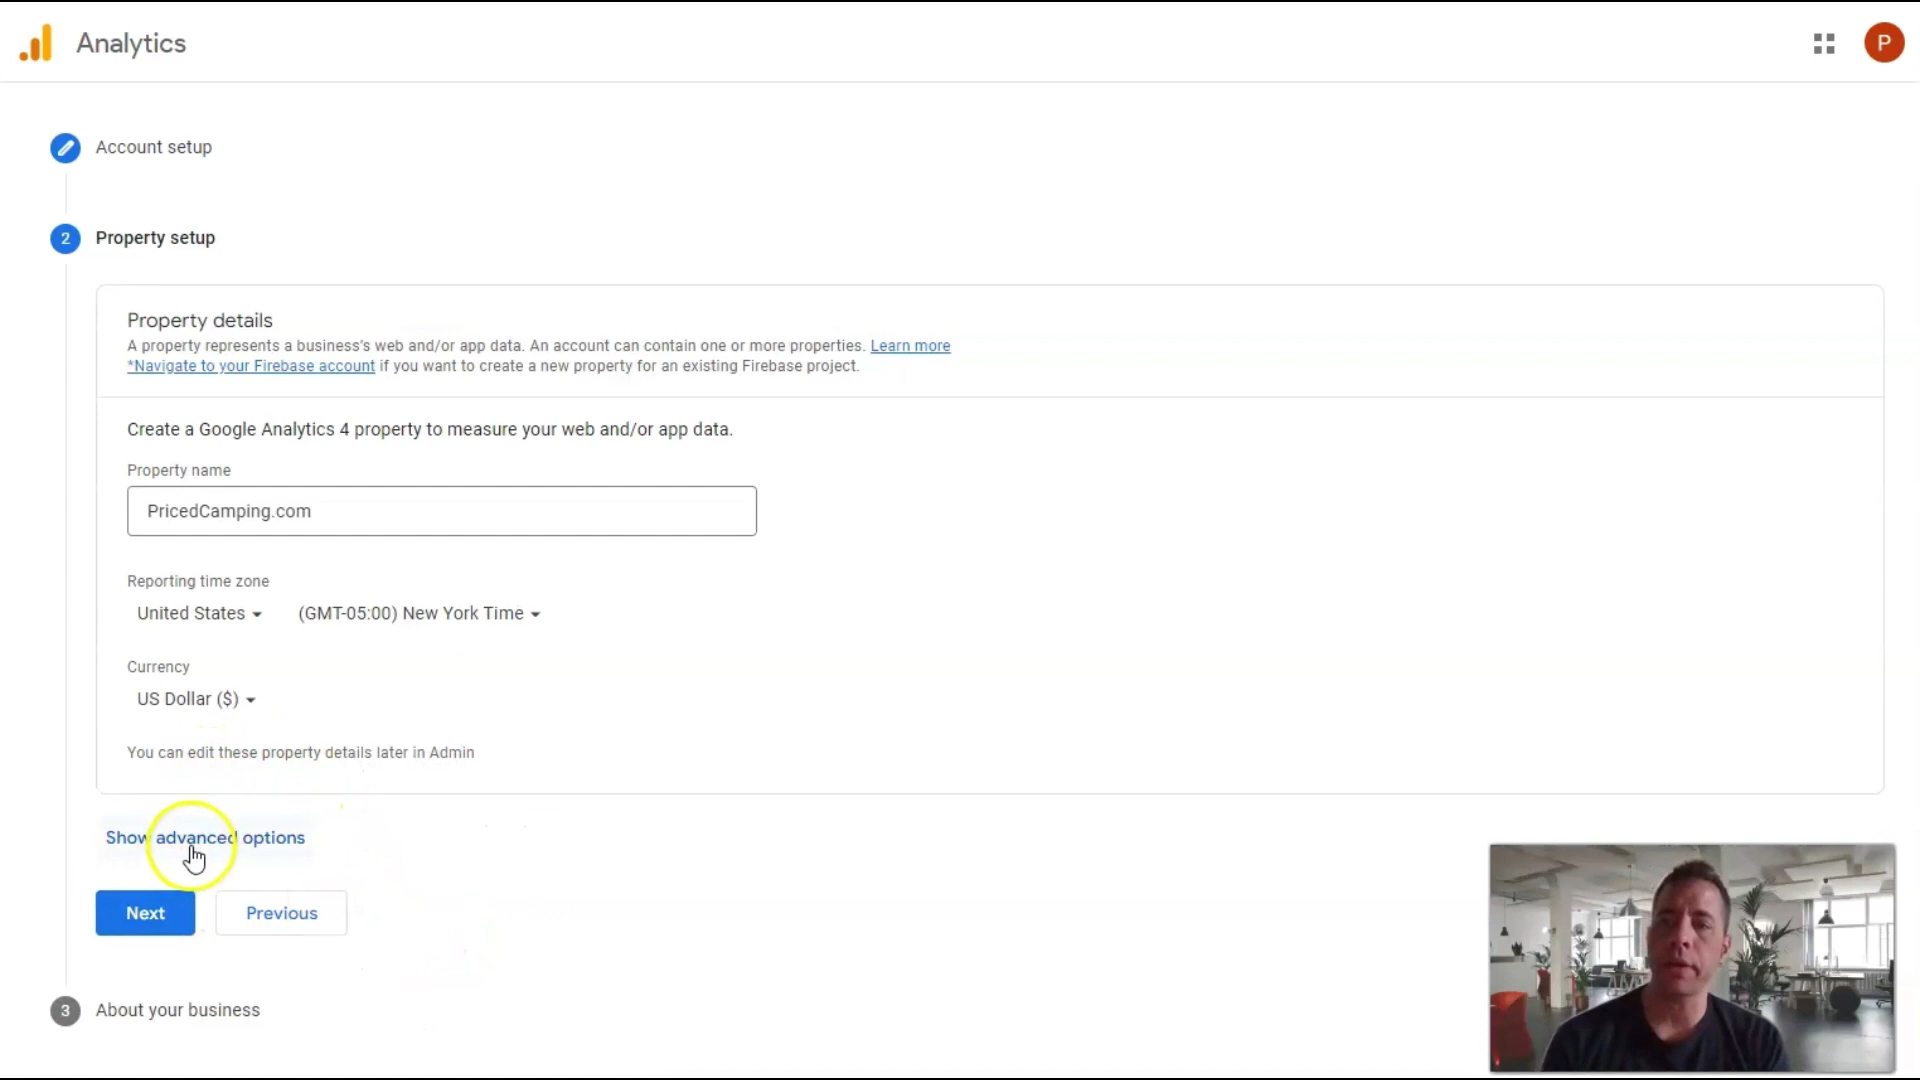 Analytics
P
Account setup
2
Property setup
Property details
A property represents a business's web and/or app data. An account can contain one or more properties. Learn more
*Navigate to your Firebase account if you want to create a new property for an existing Firebase project.
Create a Google Analytics 4 property to measure your web and/or app data.
Property name
PricedCamping.com
Reporting time zone
United States (GMT-05:00) New York Time
Currency
US Dollar ($)
You can edit these property details later in Admin
Show advanced options
Next Previous
3
About your business